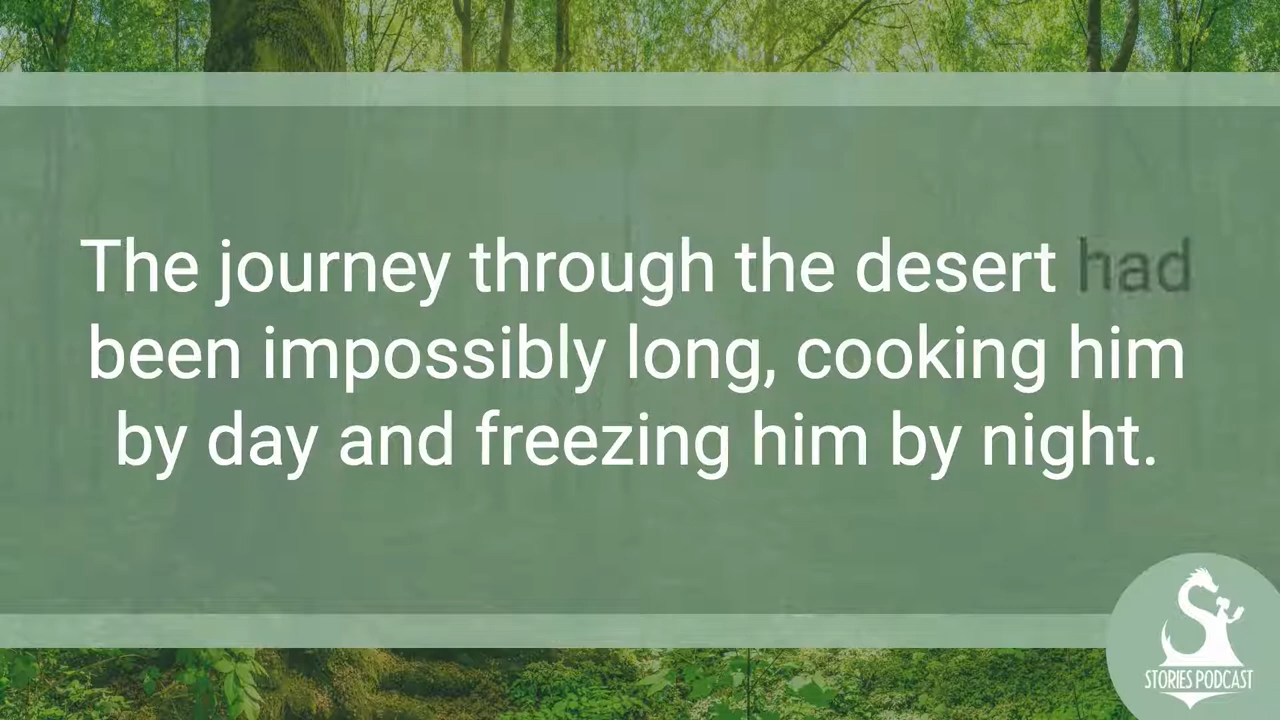 The journey through the desert had
been impossibly long, cooking him
by day and freezing him by night.
STORIES PODCAST